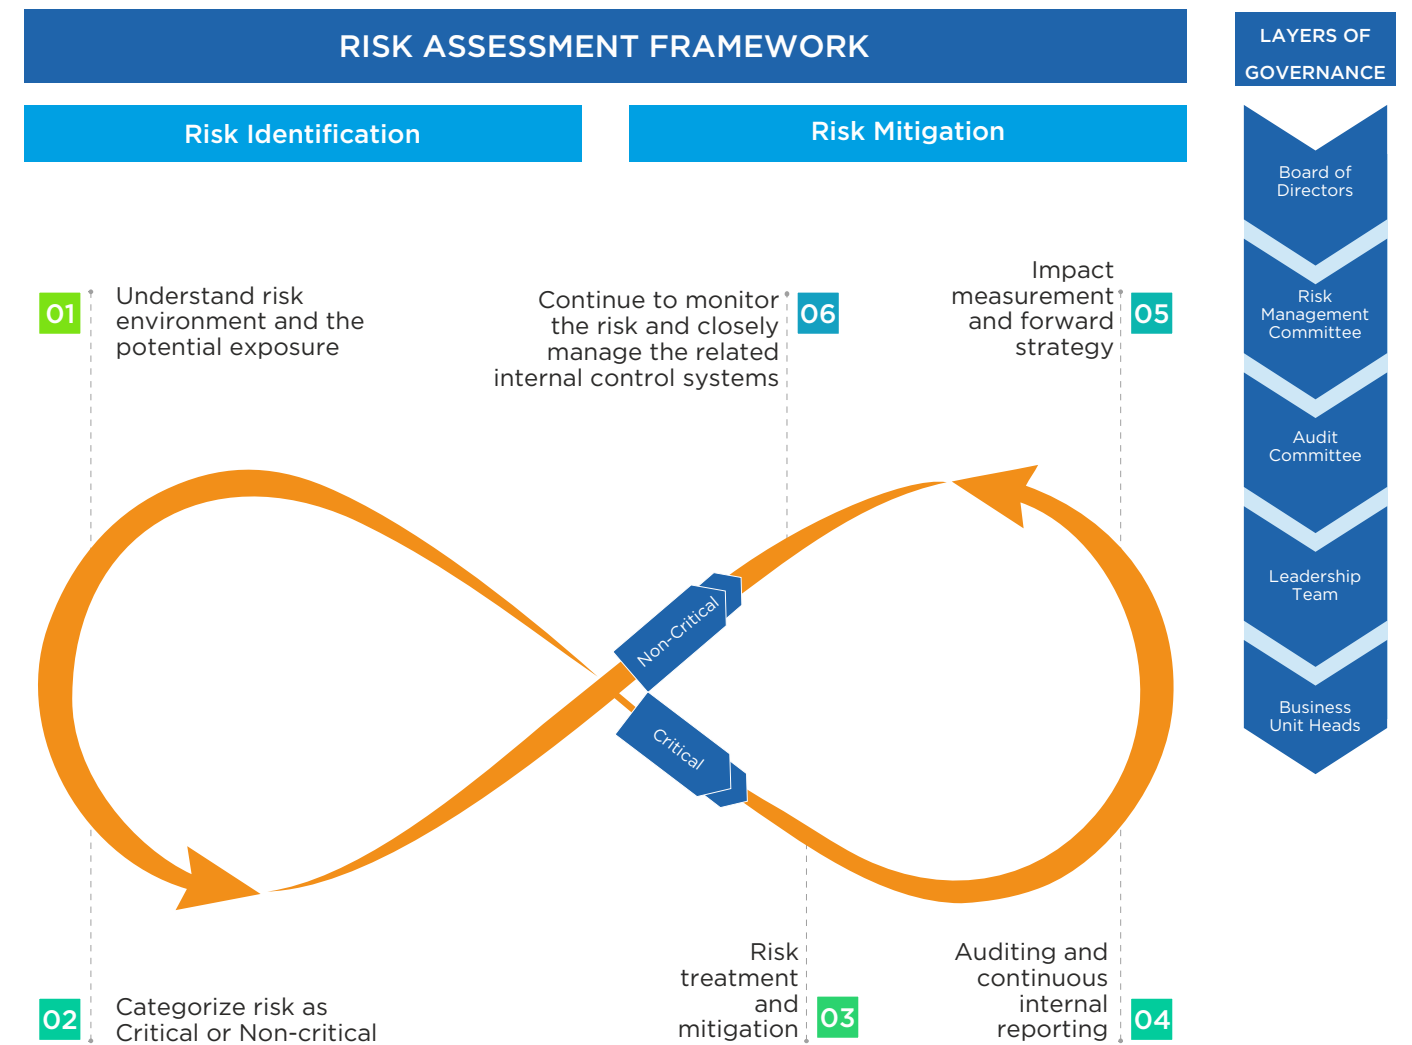 RISK ASSESSMENT FRAMEWORK
Risk Identification
Risk Mitigation
01
Understand risk
environment and the
potential exposure
Continue to monitor
the risk and closely
manage the related
internal control systems
06
Impact
measurement
and forward
strategy
05
Non-Critical
Critical
02
Categorize risk as
Critical or Non-critical
Risk
treatment
and
mitigation
03
Auditing and
continuous
internal
reporting
04
LAYERS OF
GOVERNANCE
Board of
Directors
Risk
Management
Committee
Audit
Committee
Leadership
Team
Business
Unit Heads